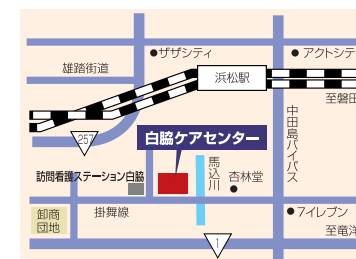 ザザシティ
アクトシテ
雄踏街道
浜松駅
至磐田
257
白脇ケアセンター
中田島バイパス
訪問看護ステーション白脇
馬込川
杏林堂
卸商
団地
掛舞線
7イレブン
1
至竜洋